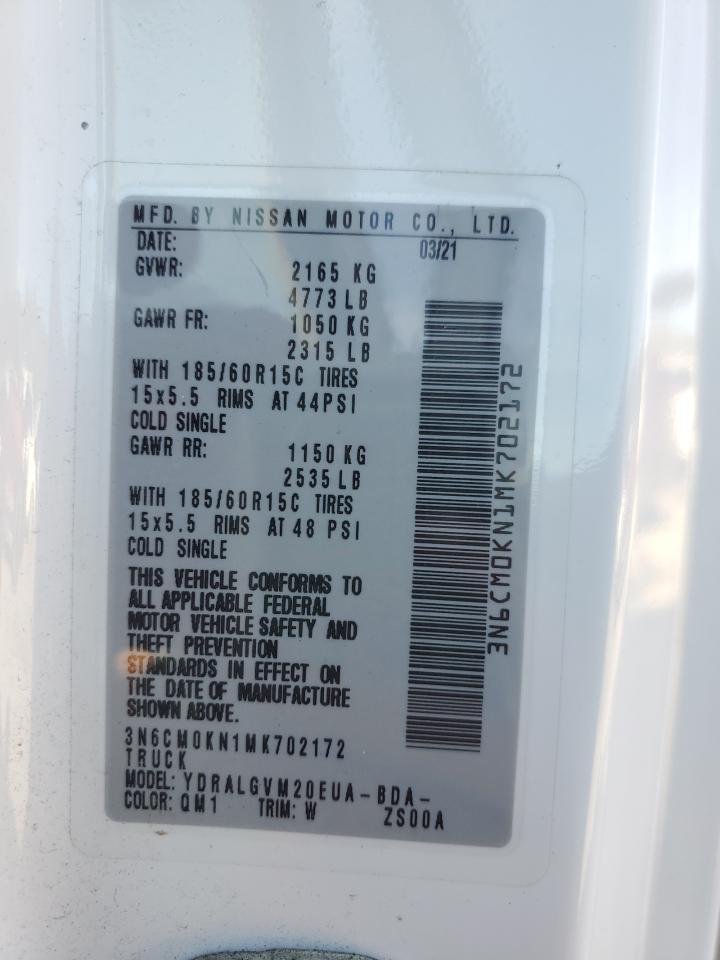 MFD. BY NISSAN MOTOR CO., LTD.
DATE: 03/21
GVWR: 2165 KG
4773 LB
GAWR FR: 1050 KG
2315 LB
WITH 185/60R15C TIRES
15x5.5 RIMS AT 44PSI
COLD SINGLE
GAWR RR: 1150 KG
2535 LB
WITH 185/60R15C TIRES
15x5.5 RIMS AT 48 PSI
COLD SINGLE
THIS VEHICLE CONFORMS TO
ALL APPLICABLE FEDERAL
MOTOR VEHICLE SAFETY AND
THEFT PREVENTION
STANDARDS IN EFFECT ON
THE DATE OF MANUFACTURE
SHOWN ABOVE.
3N6CM0KN1MK702172
TRUCK
MODEL: YDRALGVM20EUA-BDA-
COLOR: QM1 TRIM: W ZS00A
3N6CM0KN1MK702172